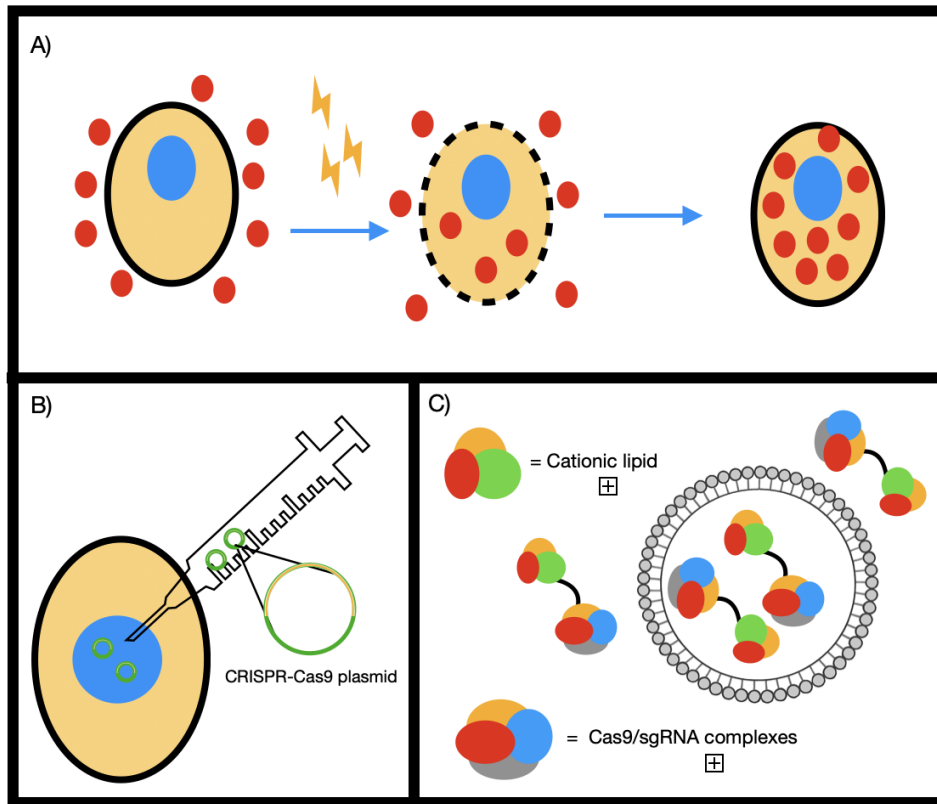 A)
B)
CRISPR-Cas9 plasmid
C)
= Cationic lipid
+
= Cas9/sgRNA complexes
+